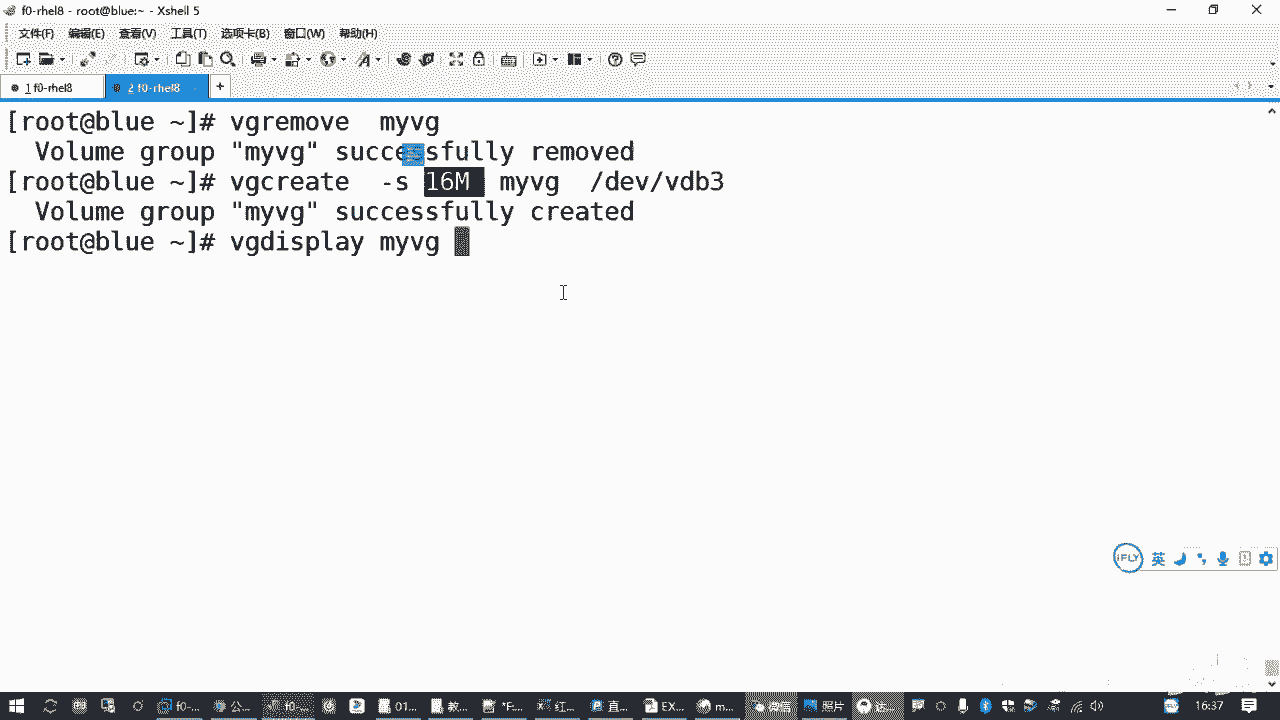 f0-rhel8 - root@blue:~ - Xshell 5
文件(F) 编辑(E) 查看(V) 工具(T) 选项卡(B) 窗口(W) 帮助(H)
1 f0-rhel8 2 f0-rhel8 +
[root@blue ~]# vgremove myvg
Volume group "myvg" successfully removed
[root@blue ~]# vgcreate -s 16M myvg /dev/vdb3
Volume group "myvg" successfully created
[root@blue ~]# vgdisplay myvg
iFLY 英
f0-... 公... f0... 01... 教... "E... 红... 直... EX... m... 微信 照片 达...
16:37